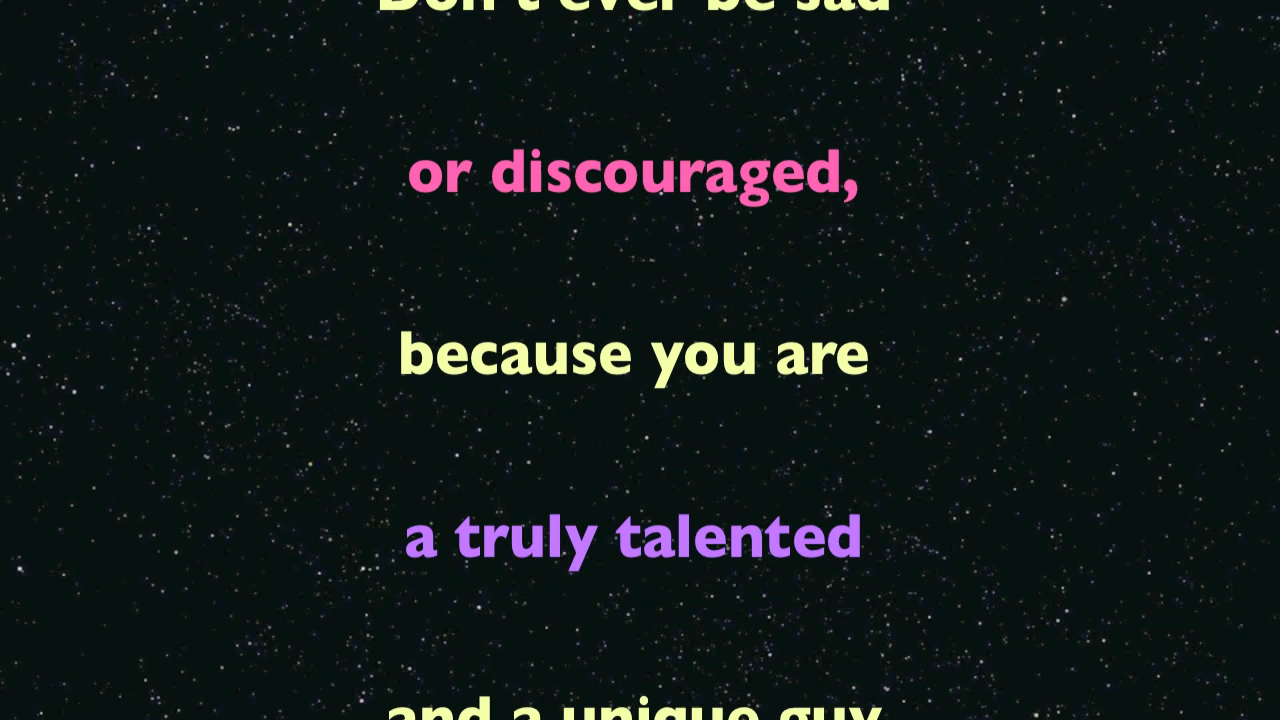 Don't ever be sad
or discouraged,
because you are
a truly talented
and a unique guy